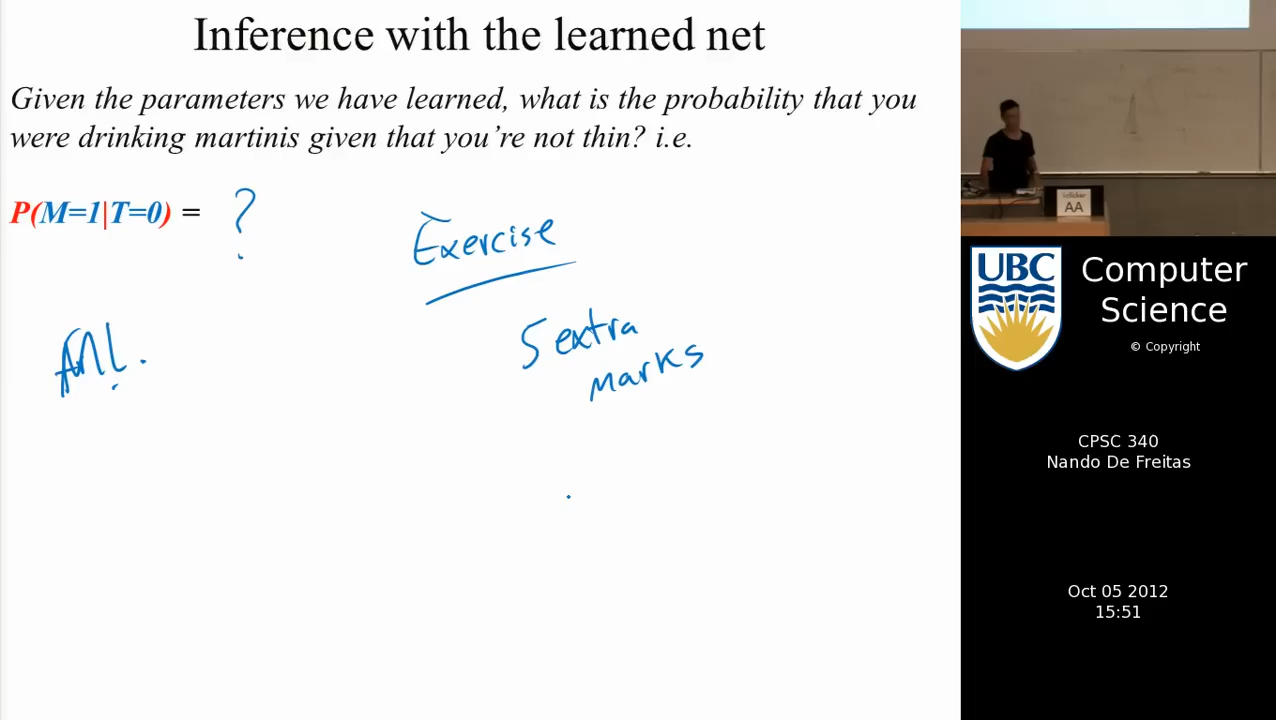 Inference with the learned net
Given the parameters we have learned, what is the probability that you
were drinking martinis given that you're not thin? i.e.
P(M=1|T=0) = ?
Exercise
5 extra
marks
AA
UBC
Computer
Science
© Copyright
CPSC 340
Nando De Freitas
Oct 05 2012
15:51